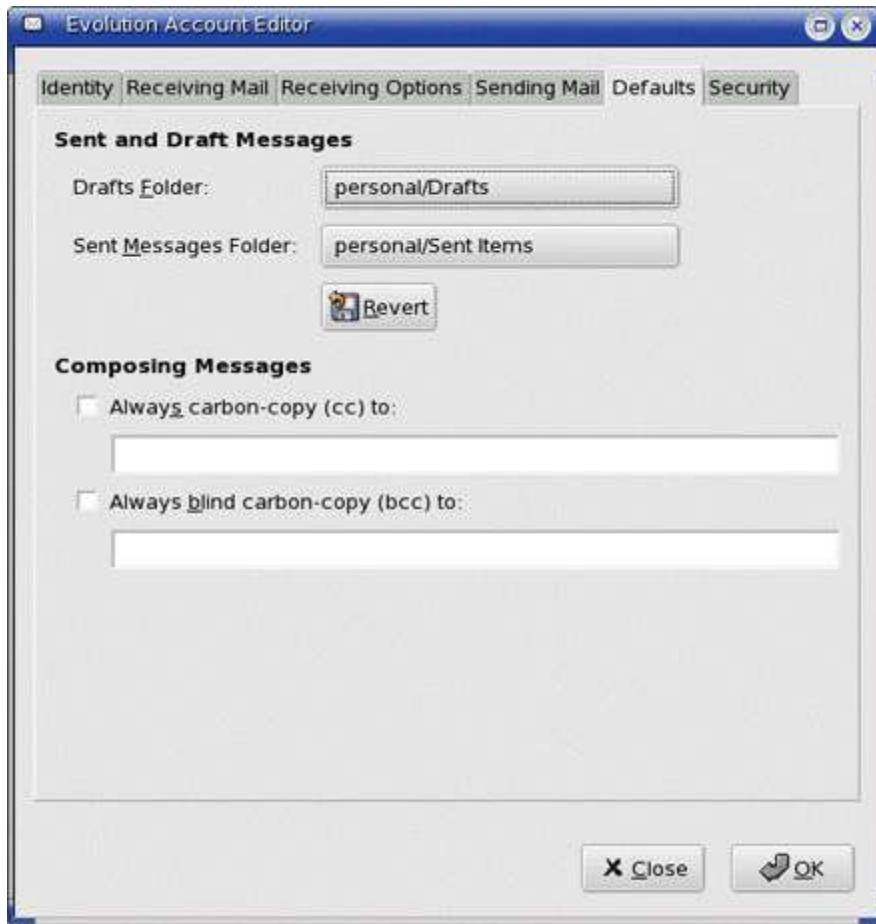 Evolution Account Editor
Identity Receiving Mail Receiving Options Sending Mail Defaults Security
Sent and Draft Messages
Drafts Folder: personal/Drafts
Sent Messages Folder: personal/Sent Items
Revert
Composing Messages
Always carbon-copy (cc) to:
Always blind carbon-copy (bcc) to:
Close OK